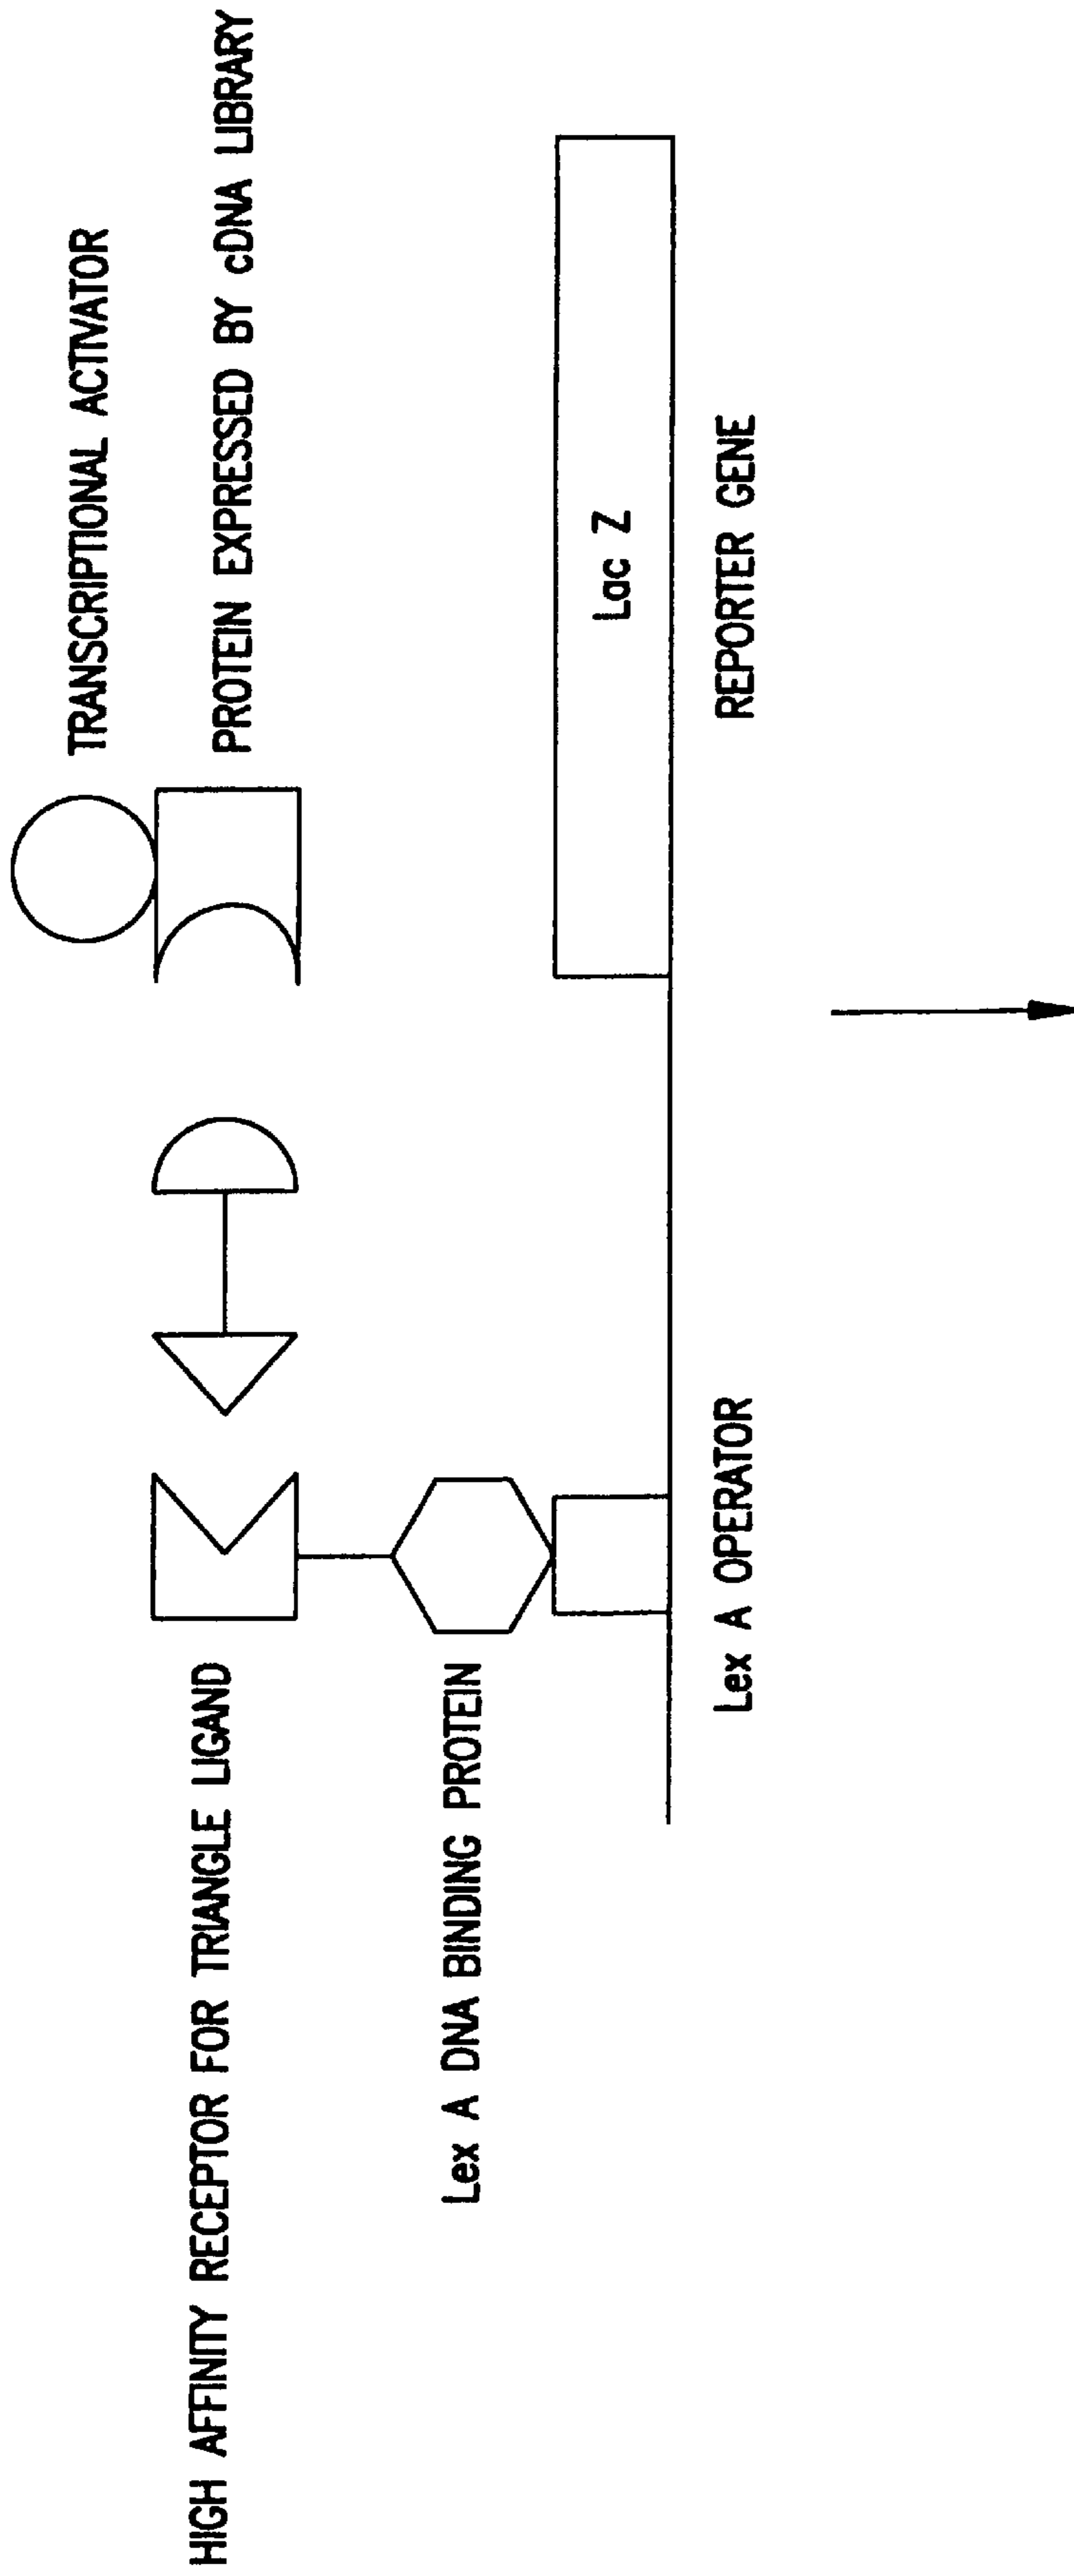 TRANSCRIPTIONAL ACTIVATOR
HIGH AFFINITY RECEPTOR FOR TRIANGLE LIGAND
PROTEIN EXPRESSED BY cDNA LIBRARY
Lex A DNA BINDING PROTEIN
Lac Z
Lex A OPERATOR
REPORTER GENE